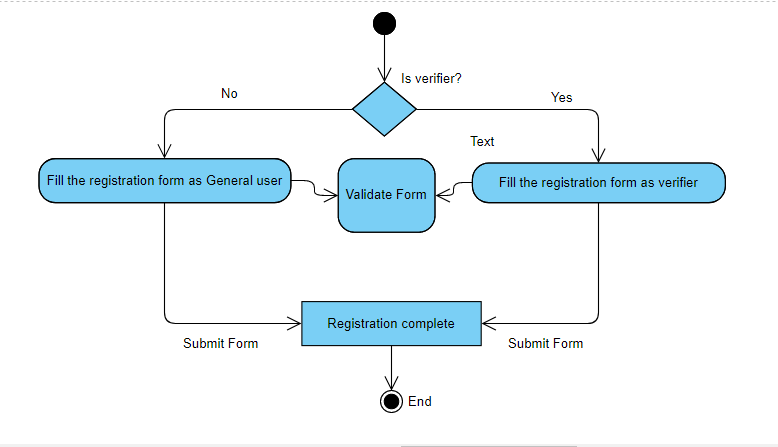 Is verifier?
No
Yes
Text
Fill the registration form as General user
Validate Form
Fill the registration form as verifier
Registration complete
Submit Form
Submit Form
End